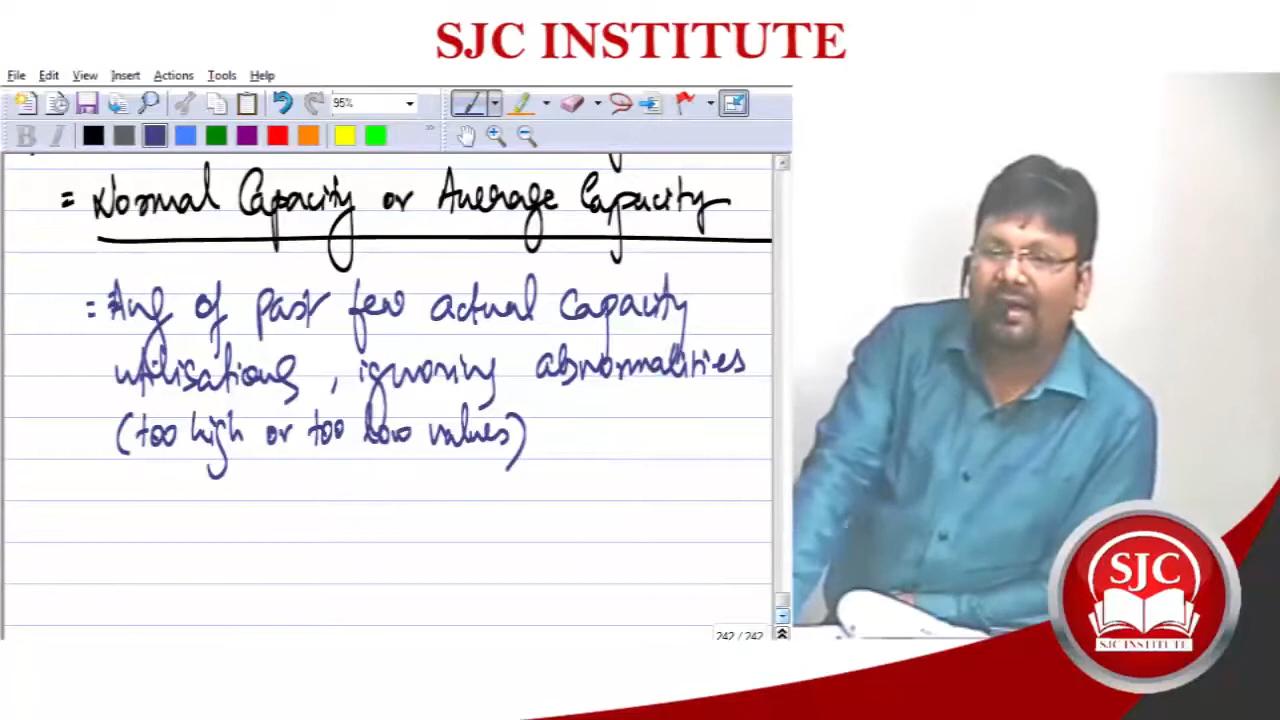 SJC INSTITUTE
File Edit View Insert Actions Tools Help
95%
B I
= Normal Capacity or Average Capacity
= Avg of past few actual capacity
utilisations, ignoring abnormalities
(too high or too low values)
242 / 242
SJC
SJC INSTITUTE